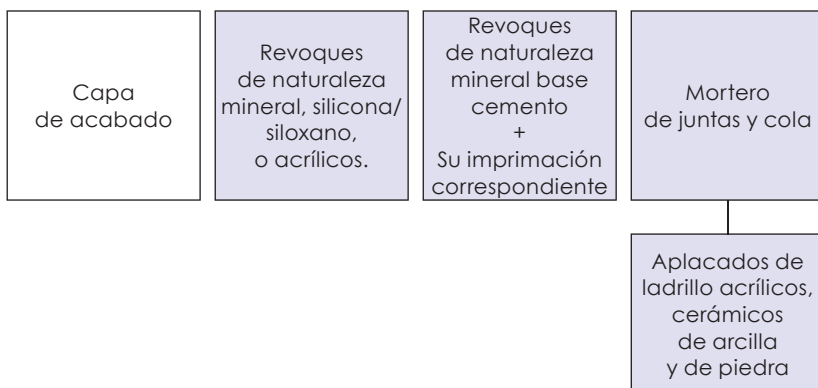 Capa
de acabado
Revoques
de naturaleza
mineral, silicona/
siloxano,
o acrílicos.
Revoques
de naturaleza
mineral base
cemento
+
Su imprimación
correspondiente
Mortero
de juntas y cola
Aplacados de
ladrillo acrílicos,
cerámicos
de arcilla
y de piedra